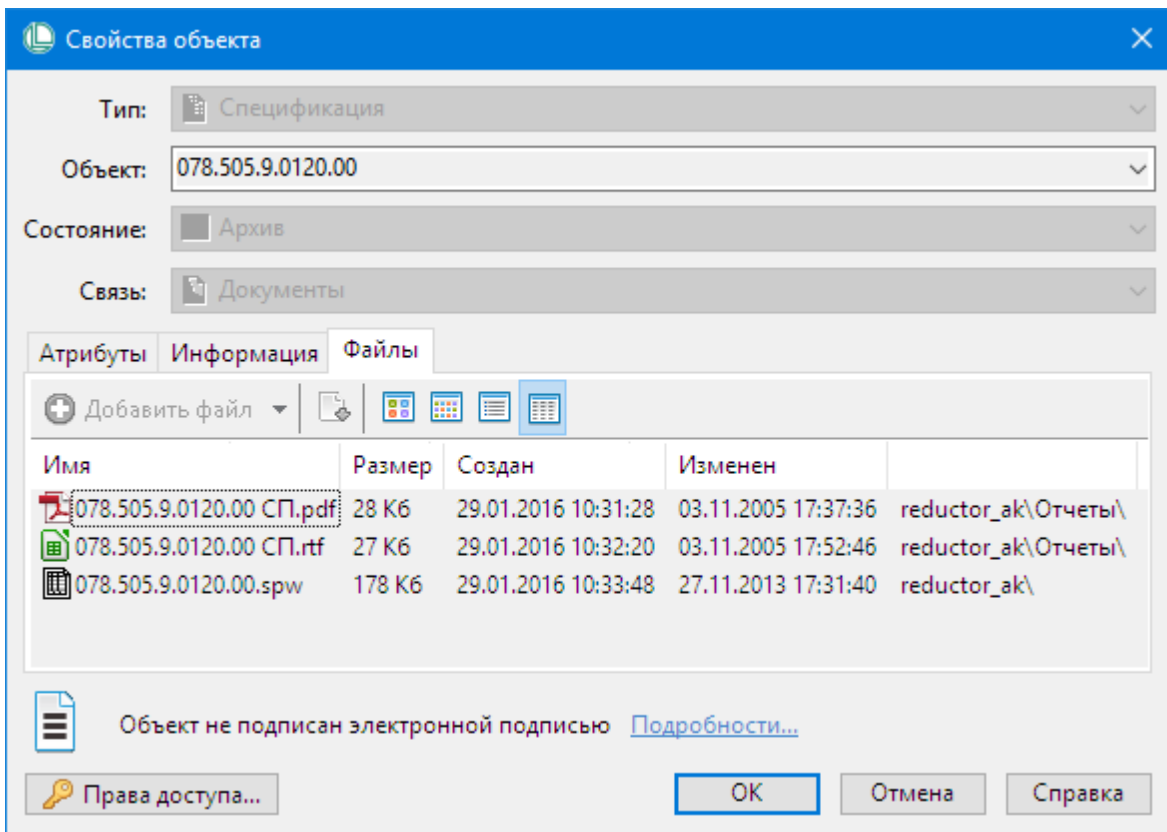 Свойства объекта
Тип: Спецификация
Объект: 078.505.9.0120.00
Состояние: Архив
Связь: Документы
Атрибуты Информация Файлы
Добавить файл
Имя Размер Создан Изменен
078.505.9.0120.00 СП.pdf 28 Кб 29.01.2016 10:31:28 03.11.2005 17:37:36 reductor_ak\Отчеты\
078.505.9.0120.00 СП.rtf 27 Кб 29.01.2016 10:32:20 03.11.2005 17:52:46 reductor_ak\Отчеты\
078.505.9.0120.00.spw 178 Кб 29.01.2016 10:33:48 27.11.2013 17:31:40 reductor_ak\
Объект не подписан электронной подписью Подробности...
Права доступа... ОК Отмена Справка